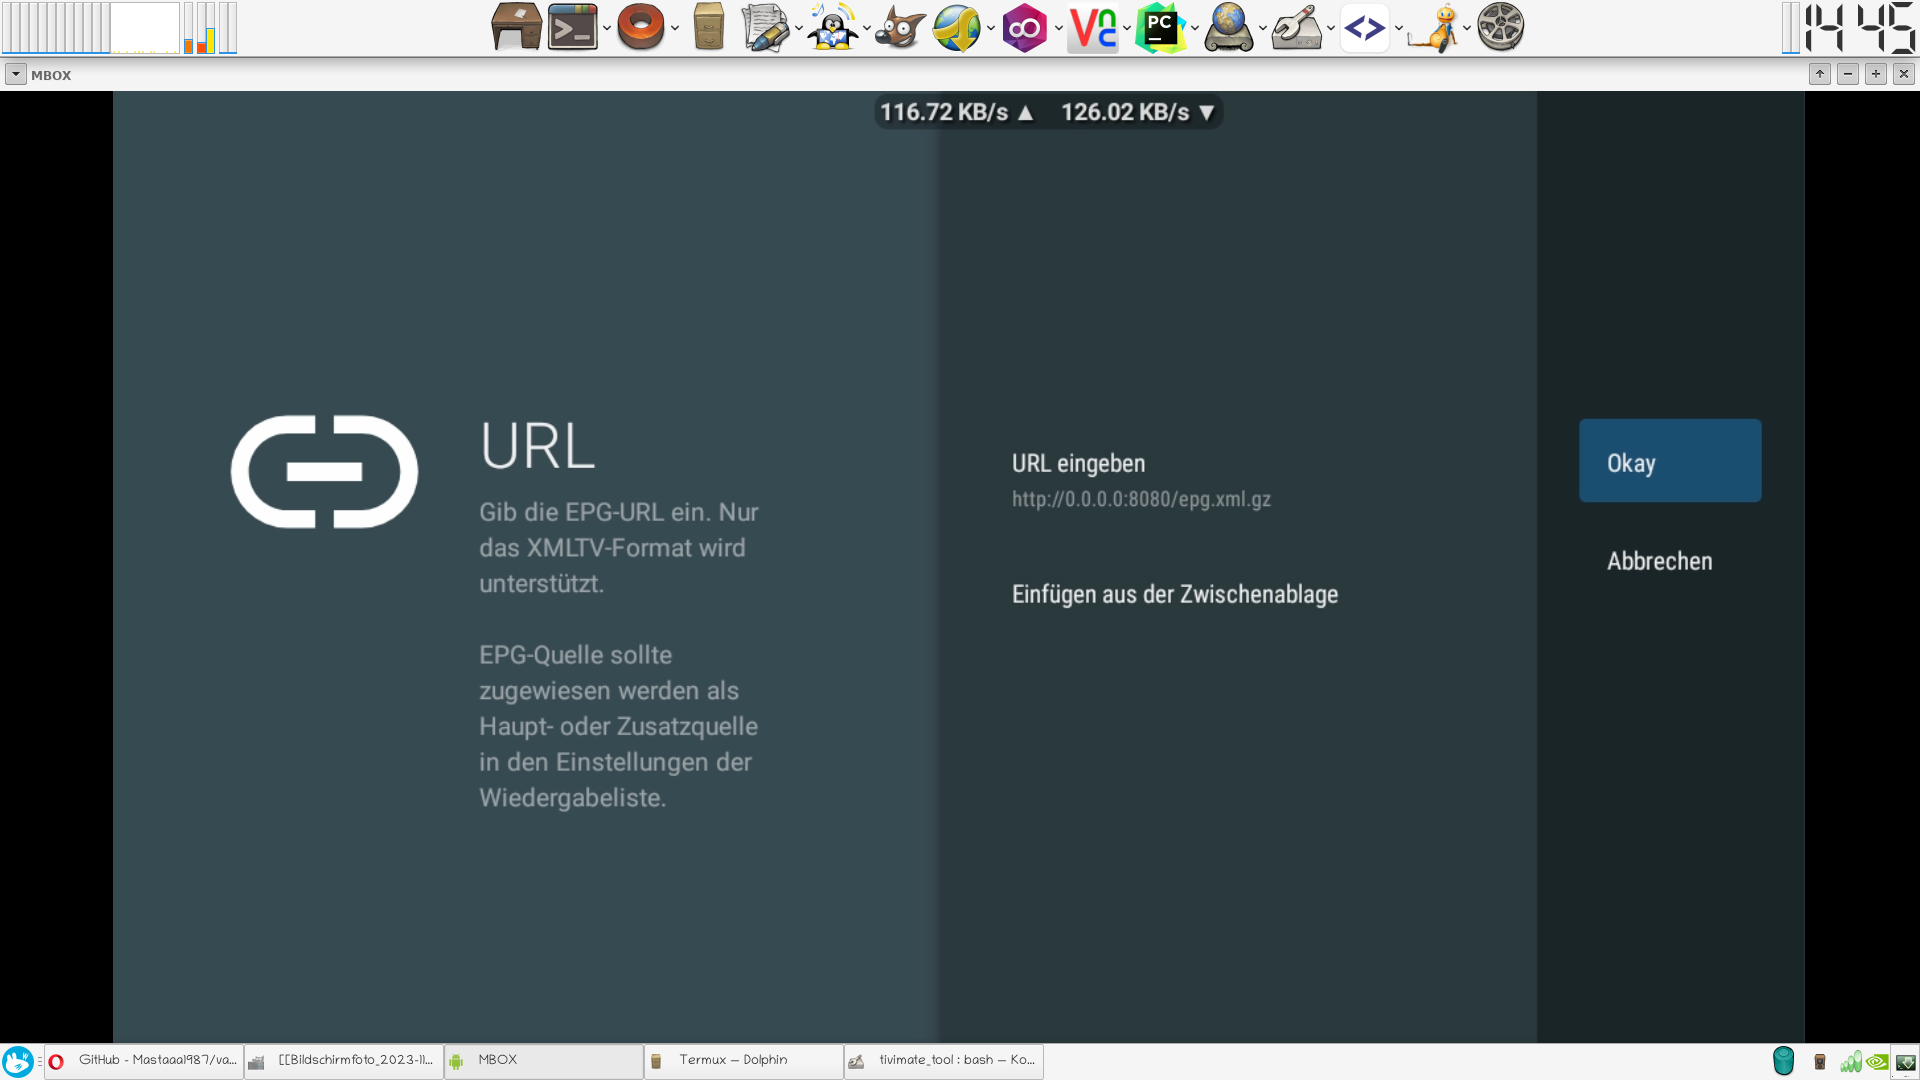 14 45
MBOX
116.72 KB/s ▲ 126.02 KB/s ▼
URL
Gib die EPG-URL ein. Nur
das XMLTV-Format wird
unterstützt.
EPG-Quelle sollte
zugewiesen werden als
Haupt- oder Zusatzquelle
in den Einstellungen der
Wiedergabeliste.
URL eingeben
http://0.0.0.0:8080/epg.xml.gz
Einfügen aus der Zwischenablage
Okay
Abbrechen
GitHub - Mastaaa1987/va...
[[Bildschirmfoto_2023-11...
MBOX
Termux — Dolphin
tivimate_tool : bash — Ko...